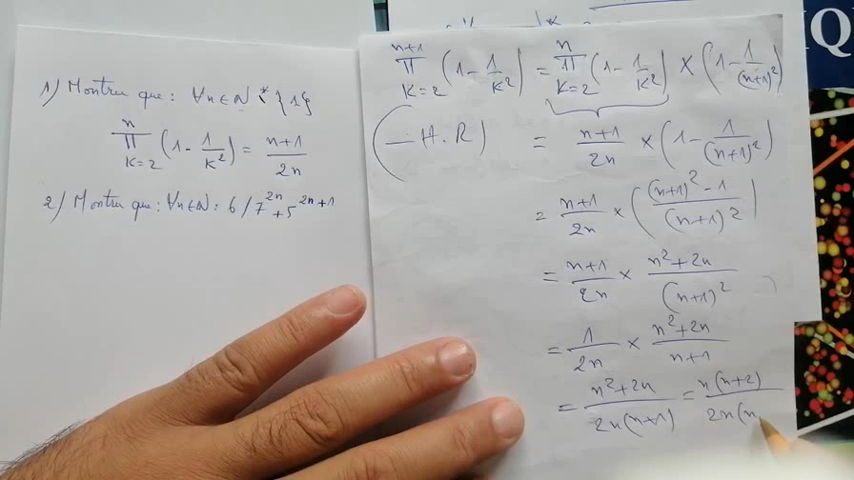 1) Montrer que : ∀n∈ℕ*\{1}
n ∏ K=2 (1 - 1/K²) = (n+1)/2n
2) Montrer que : ∀n∈ℕ : 6 / 7^2n + 5^2n+1
n+1 ∏ K=2 (1 - 1/K²) = n ∏ K=2 (1 - 1/K²) × (1 - 1/(n+1)²)
(— H.R) = (n+1)/2n × (1 - 1/(n+1)²)
= (n+1)/2n × (((n+1)² - 1)/(n+1)²)
= (n+1)/2n × (n² + 2n)/(n+1)²
= 1/2n × (n² + 2n)/(n+1)
= (n² + 2n)/2n(n+1) = n(n+2)/2n(n
Q